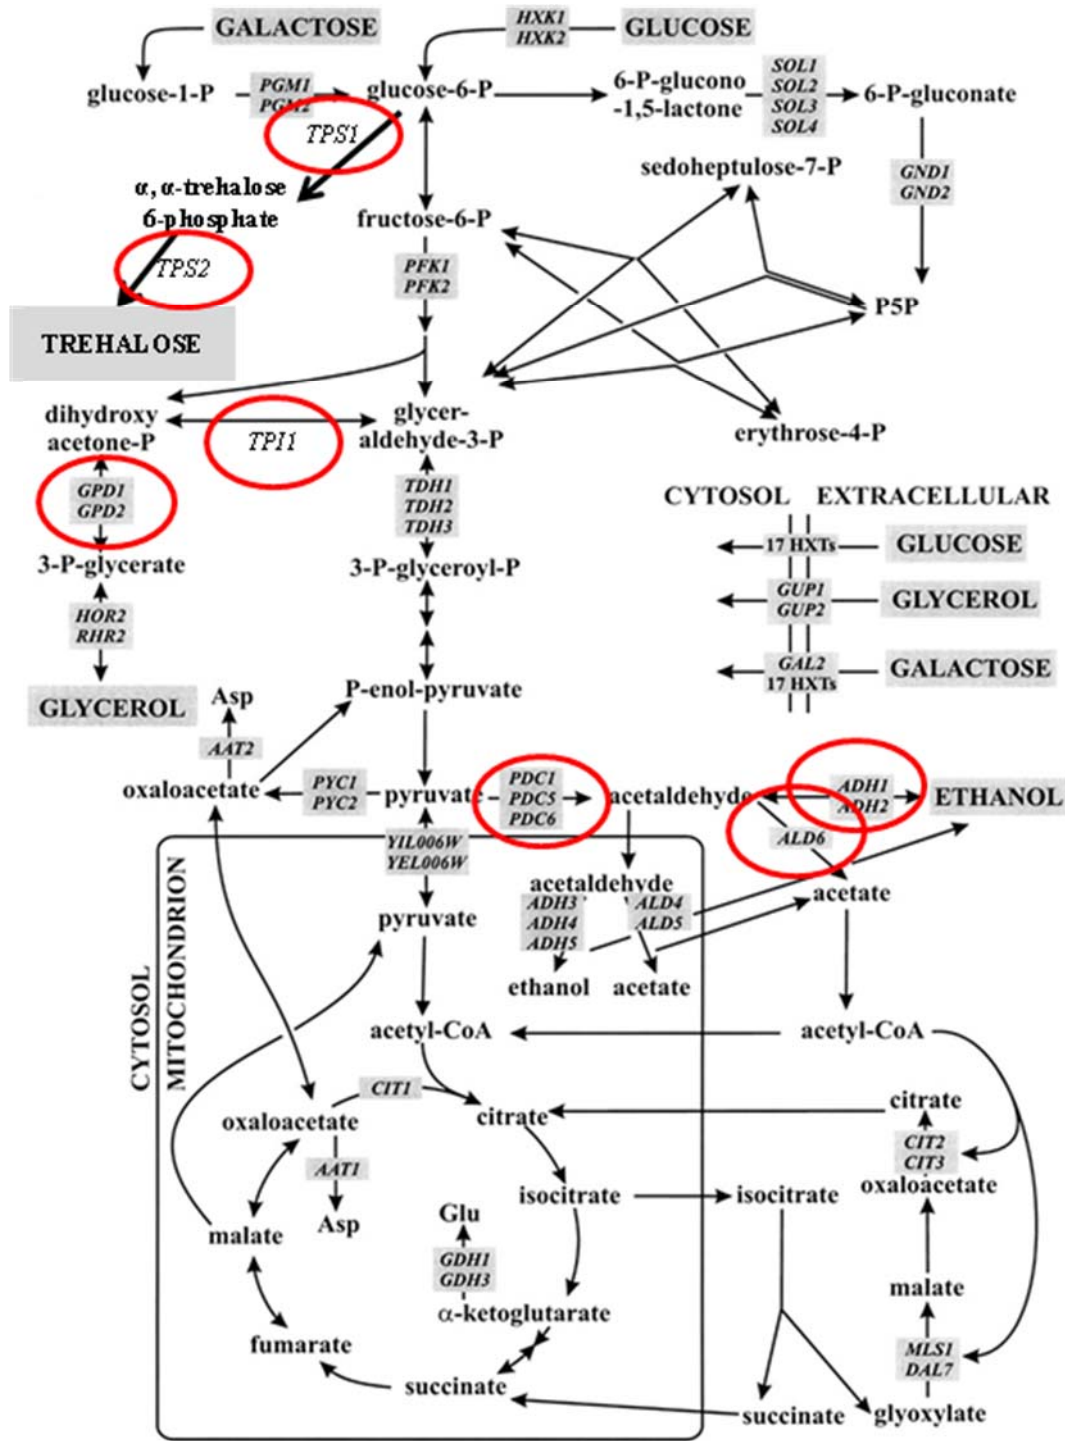 GALACTOSE
HXK1
HXK2
GLUCOSE
glucose-1-P
PGM1
PGM2
glucose-6-P
6-P-glucono
-1,5-lactone
SOL1
SOL2
SOL3
SOL4
6-P-gluconate
TPS1
sedoheptulose-7-P
GND1
GND2
α, α-trehalose
6-phosphate
fructose-6-P
TPS2
PFK1
PFK2
P5P
TREHALOSE
dihydroxy
acetone-P
TPI1
glycer-
aldehyde-3-P
erythrose-4-P
GPD1
GPD2
TDH1
TDH2
TDH3
CYTOSOL
EXTRACELLULAR
3-P-glycerate
3-P-glyceroyl-P
17 HXTs
GLUCOSE
GUP1
GUP2
GLYCEROL
HOR2
RHR2
GAL2
17 HXTs
GALACTOSE
GLYCEROL
Asp
P-enol-pyruvate
AAT2
oxaloacetate
PYC1
PYC2
pyruvate
PDC1
PDC5
PDC6
acetaldehyde
ADH1
ADH2
ETHANOL
ALD6
YIL006W
YEL006W
acetaldehyde
acetate
CYTOSOL
MITOCHONDRION
pyruvate
ADH3
ADH4
ADH5
ALD4
ALD5
ethanol
acetate
acetyl-CoA
acetyl-CoA
CIT1
oxaloacetate
citrate
citrate
CIT2
CIT3
AAT1
Asp
isocitrate
isocitrate
oxaloacetate
malate
Glu
GDH1
GDH3
α-ketoglutarate
malate
fumarate
MLS1
DAL7
succinate
succinate
glyoxylate